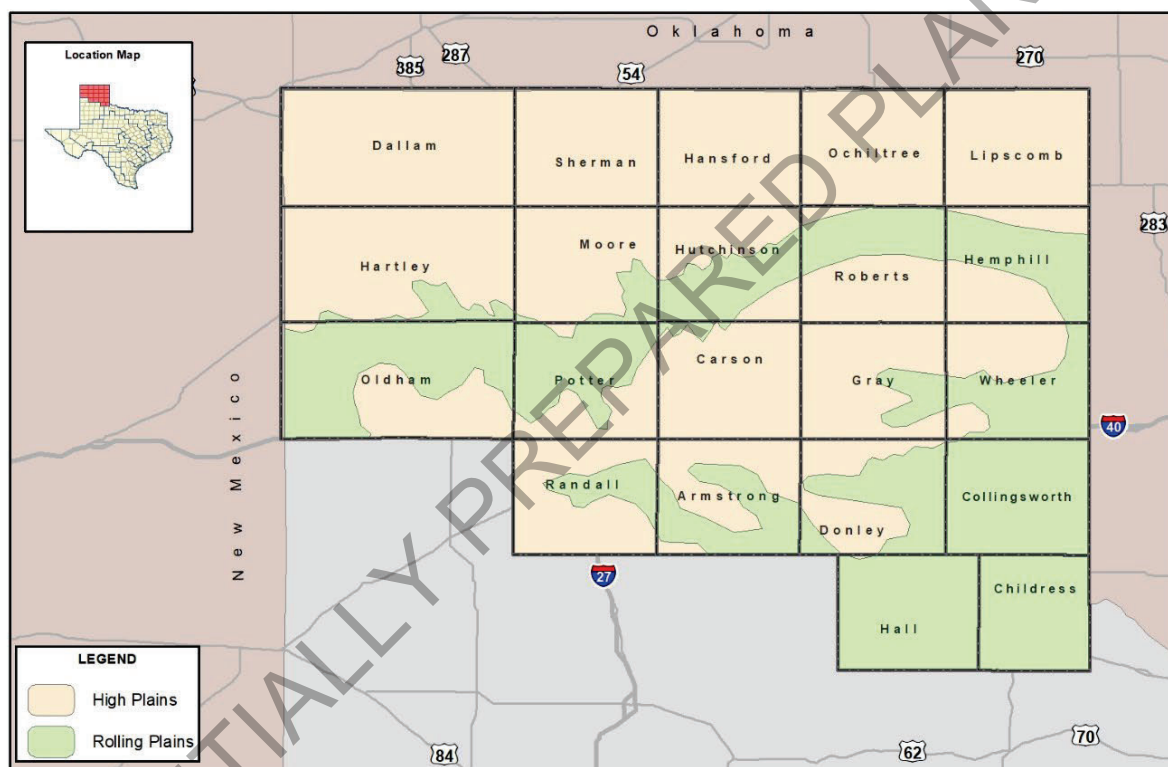 Oklahoma
Location Map
385
287
54
270
Dallam
Sherman
Hansford
Ochiltree
Lipscomb
283
Hartley
Moore
Hutchinson
Roberts
Hemphill
New Mexico
Oldham
Potter
Carson
Gray
Wheeler
40
Randall
Armstrong
Donley
Collingsworth
27
Hall
Childress
LEGEND
High Plains
Rolling Plains
84
62
70
TIALLY PREPARED PLAN